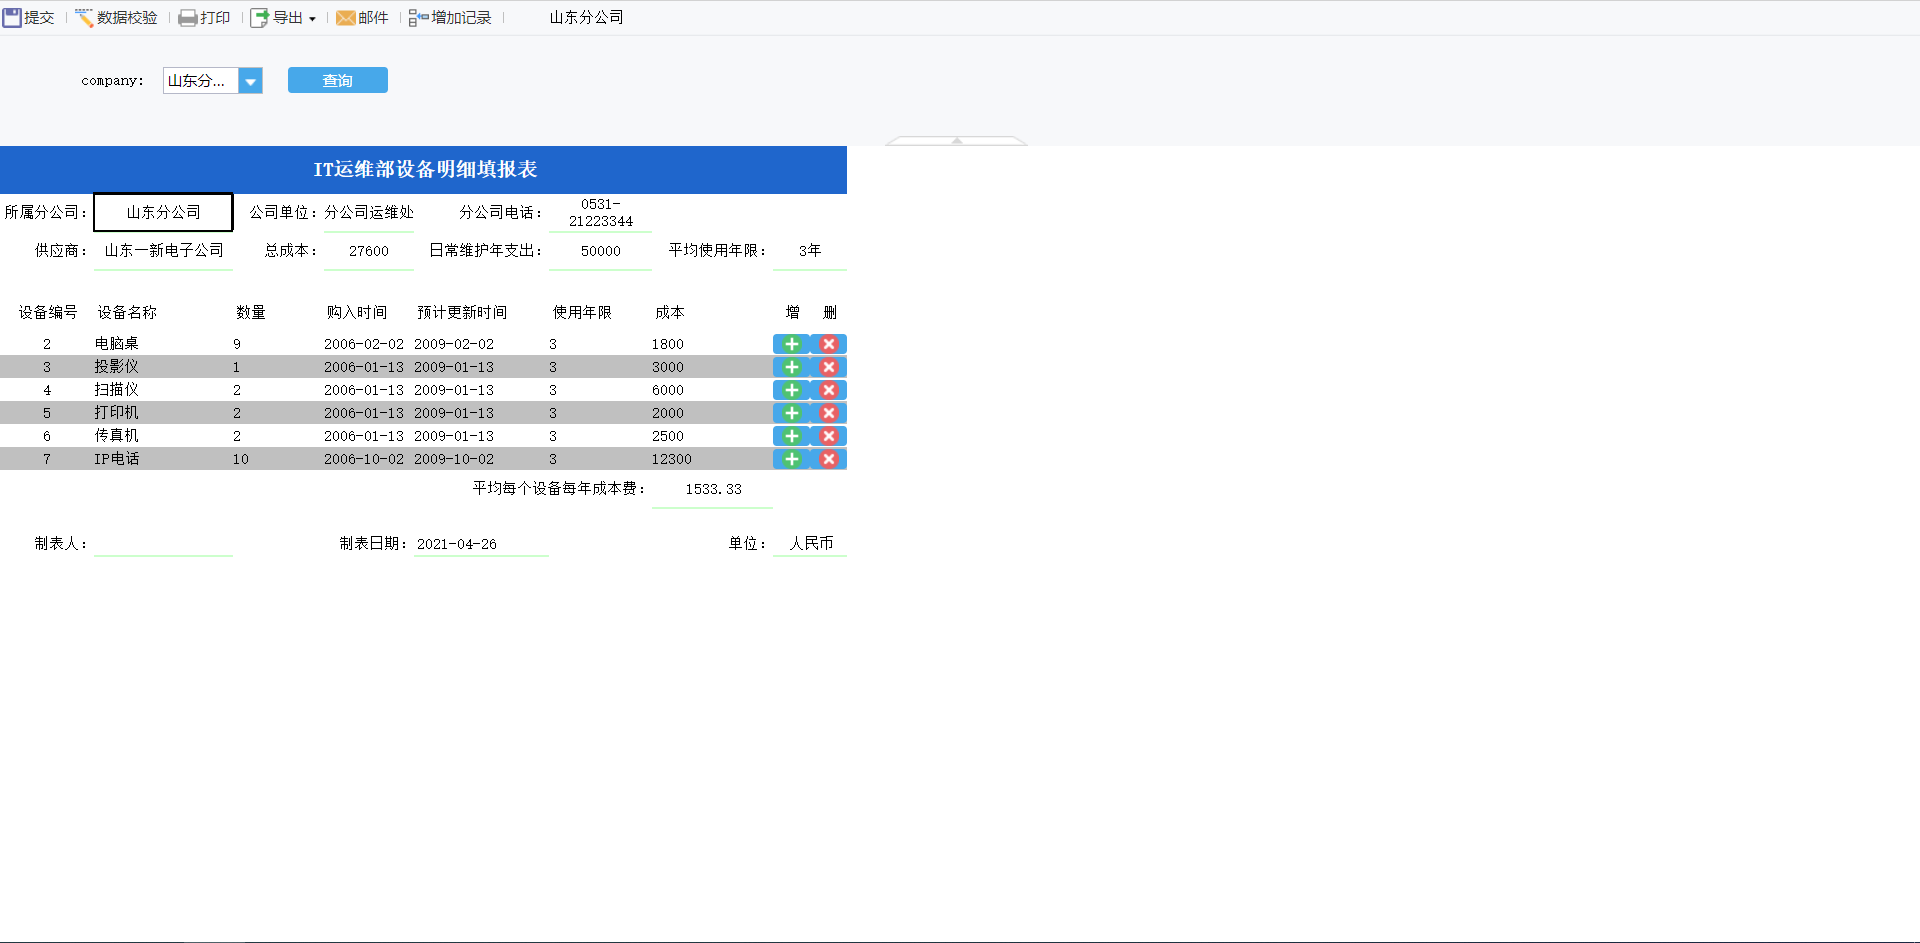 提交 数据校验 打印 导出 邮件 增加记录 山东分公司
company: 山东分... 查询
IT运维部设备明细填报表
所属分公司: 山东分公司 公司单位: 分公司运维处 分公司电话: 0531-
21223344
供应商: 山东一新电子公司 总成本: 27600 日常维护年支出: 50000 平均使用年限: 3年
设备编号 设备名称 数量 购入时间 预计更新时间 使用年限 成本 增 删
2 电脑桌 9 2006-02-02 2009-02-02 3 1800
3 投影仪 1 2006-01-13 2009-01-13 3 3000
4 扫描仪 2 2006-01-13 2009-01-13 3 6000
5 打印机 2 2006-01-13 2009-01-13 3 2000
6 传真机 2 2006-01-13 2009-01-13 3 2500
7 IP电话 10 2006-10-02 2009-10-02 3 12300
平均每个设备每年成本费: 1533.33
制表人: 制表日期: 2021-04-26 单位: 人民币